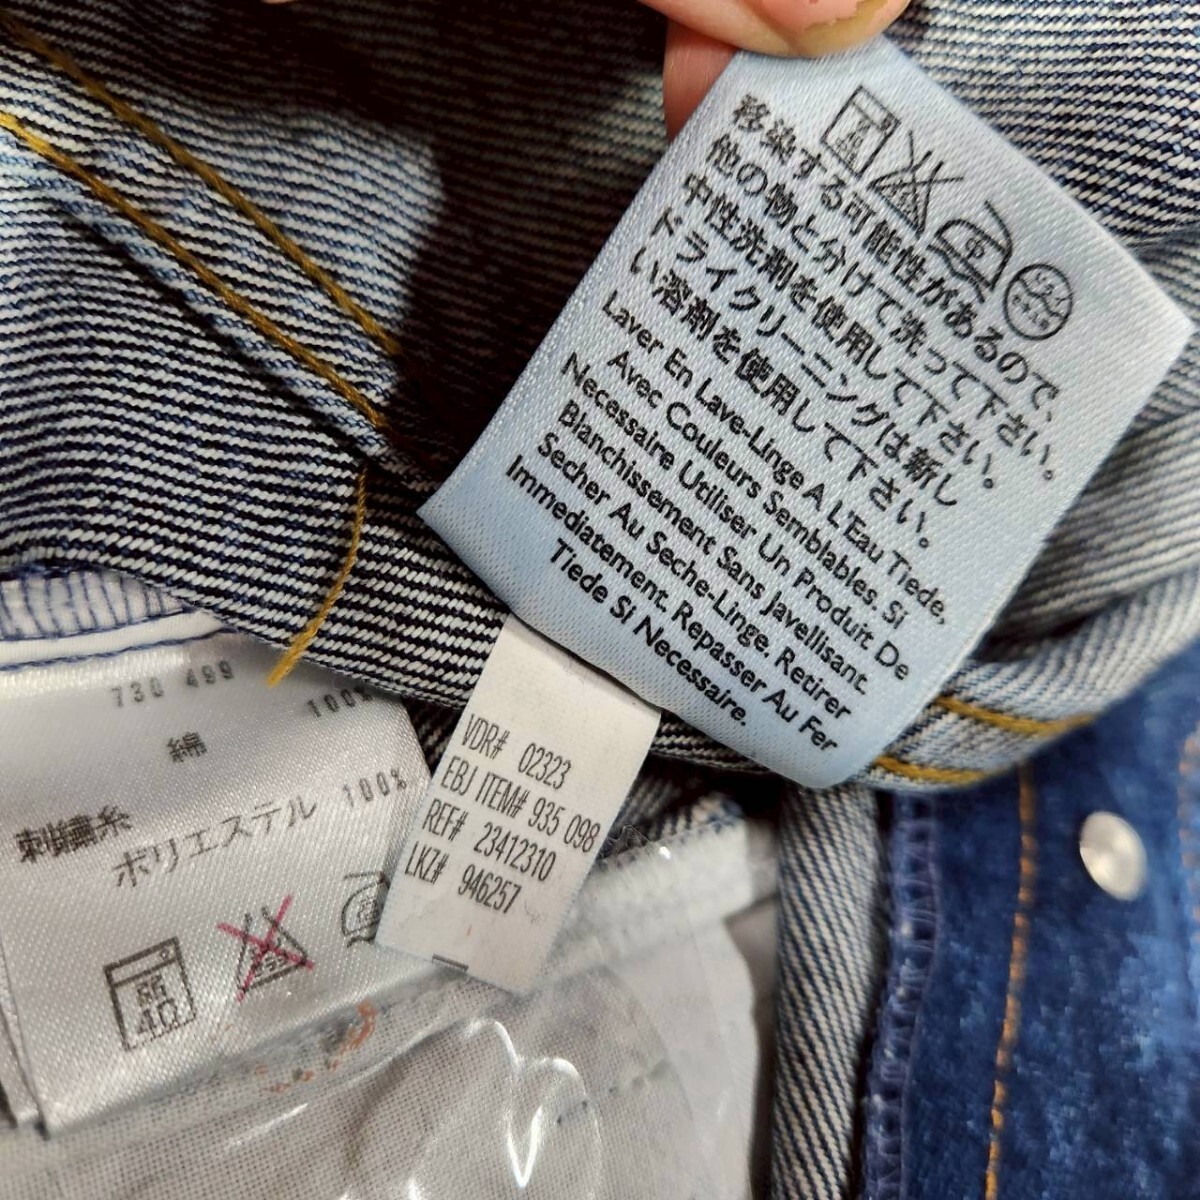 移染する可能性があるので、
他の物と分けて洗って下さい。
中性洗剤を使用して下さい。
ドライクリーニングは新し
い溶剤を使用して下さい。
Laver En Lave-Linge A L'Eau Tiede,
Avec Couleurs Semblables. Si
Necessaire Utiliser Un Produit De
Blanchissement Sans Javellisant.
Secher Au Seche-Linge. Retirer
Immediatement. Repasser Au Fer
Tiede Si Necessaire.
VDR# 02323
EBJ ITEM# 935 098
REF# 23412310
LKZ# 946257
730 499
100%
綿
刺繍糸
ポリエステル 100%
40